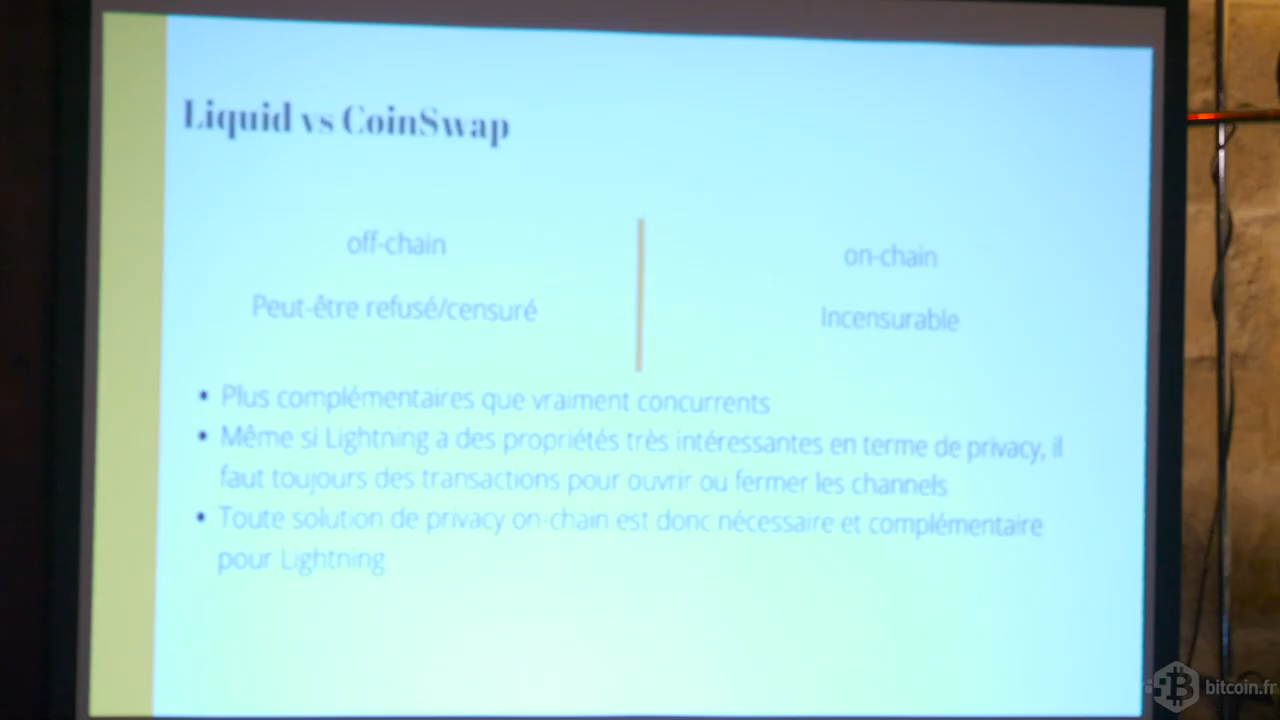 Liquid vs CoinSwap
off-chain
on-chain
Peut-être refusé/censuré
Incensurable
• Plus complémentaires que vraiment concurrents
• Même si Lightning a des propriétés très intéressantes en terme de privacy, il
faut toujours des transactions pour ouvrir ou fermer les channels
• Toute solution de privacy on-chain est donc nécessaire et complémentaire
pour Lightning
bitcoin.fr